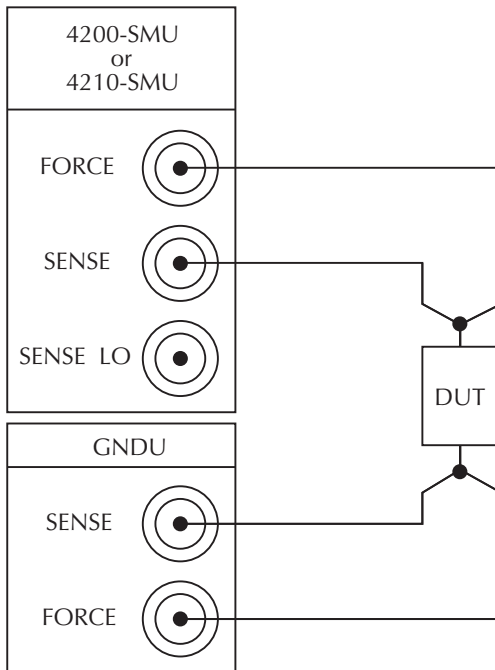 4200-SMU
or
4210-SMU
FORCE
SENSE
SENSE LO
DUT
GNDU
SENSE
FORCE